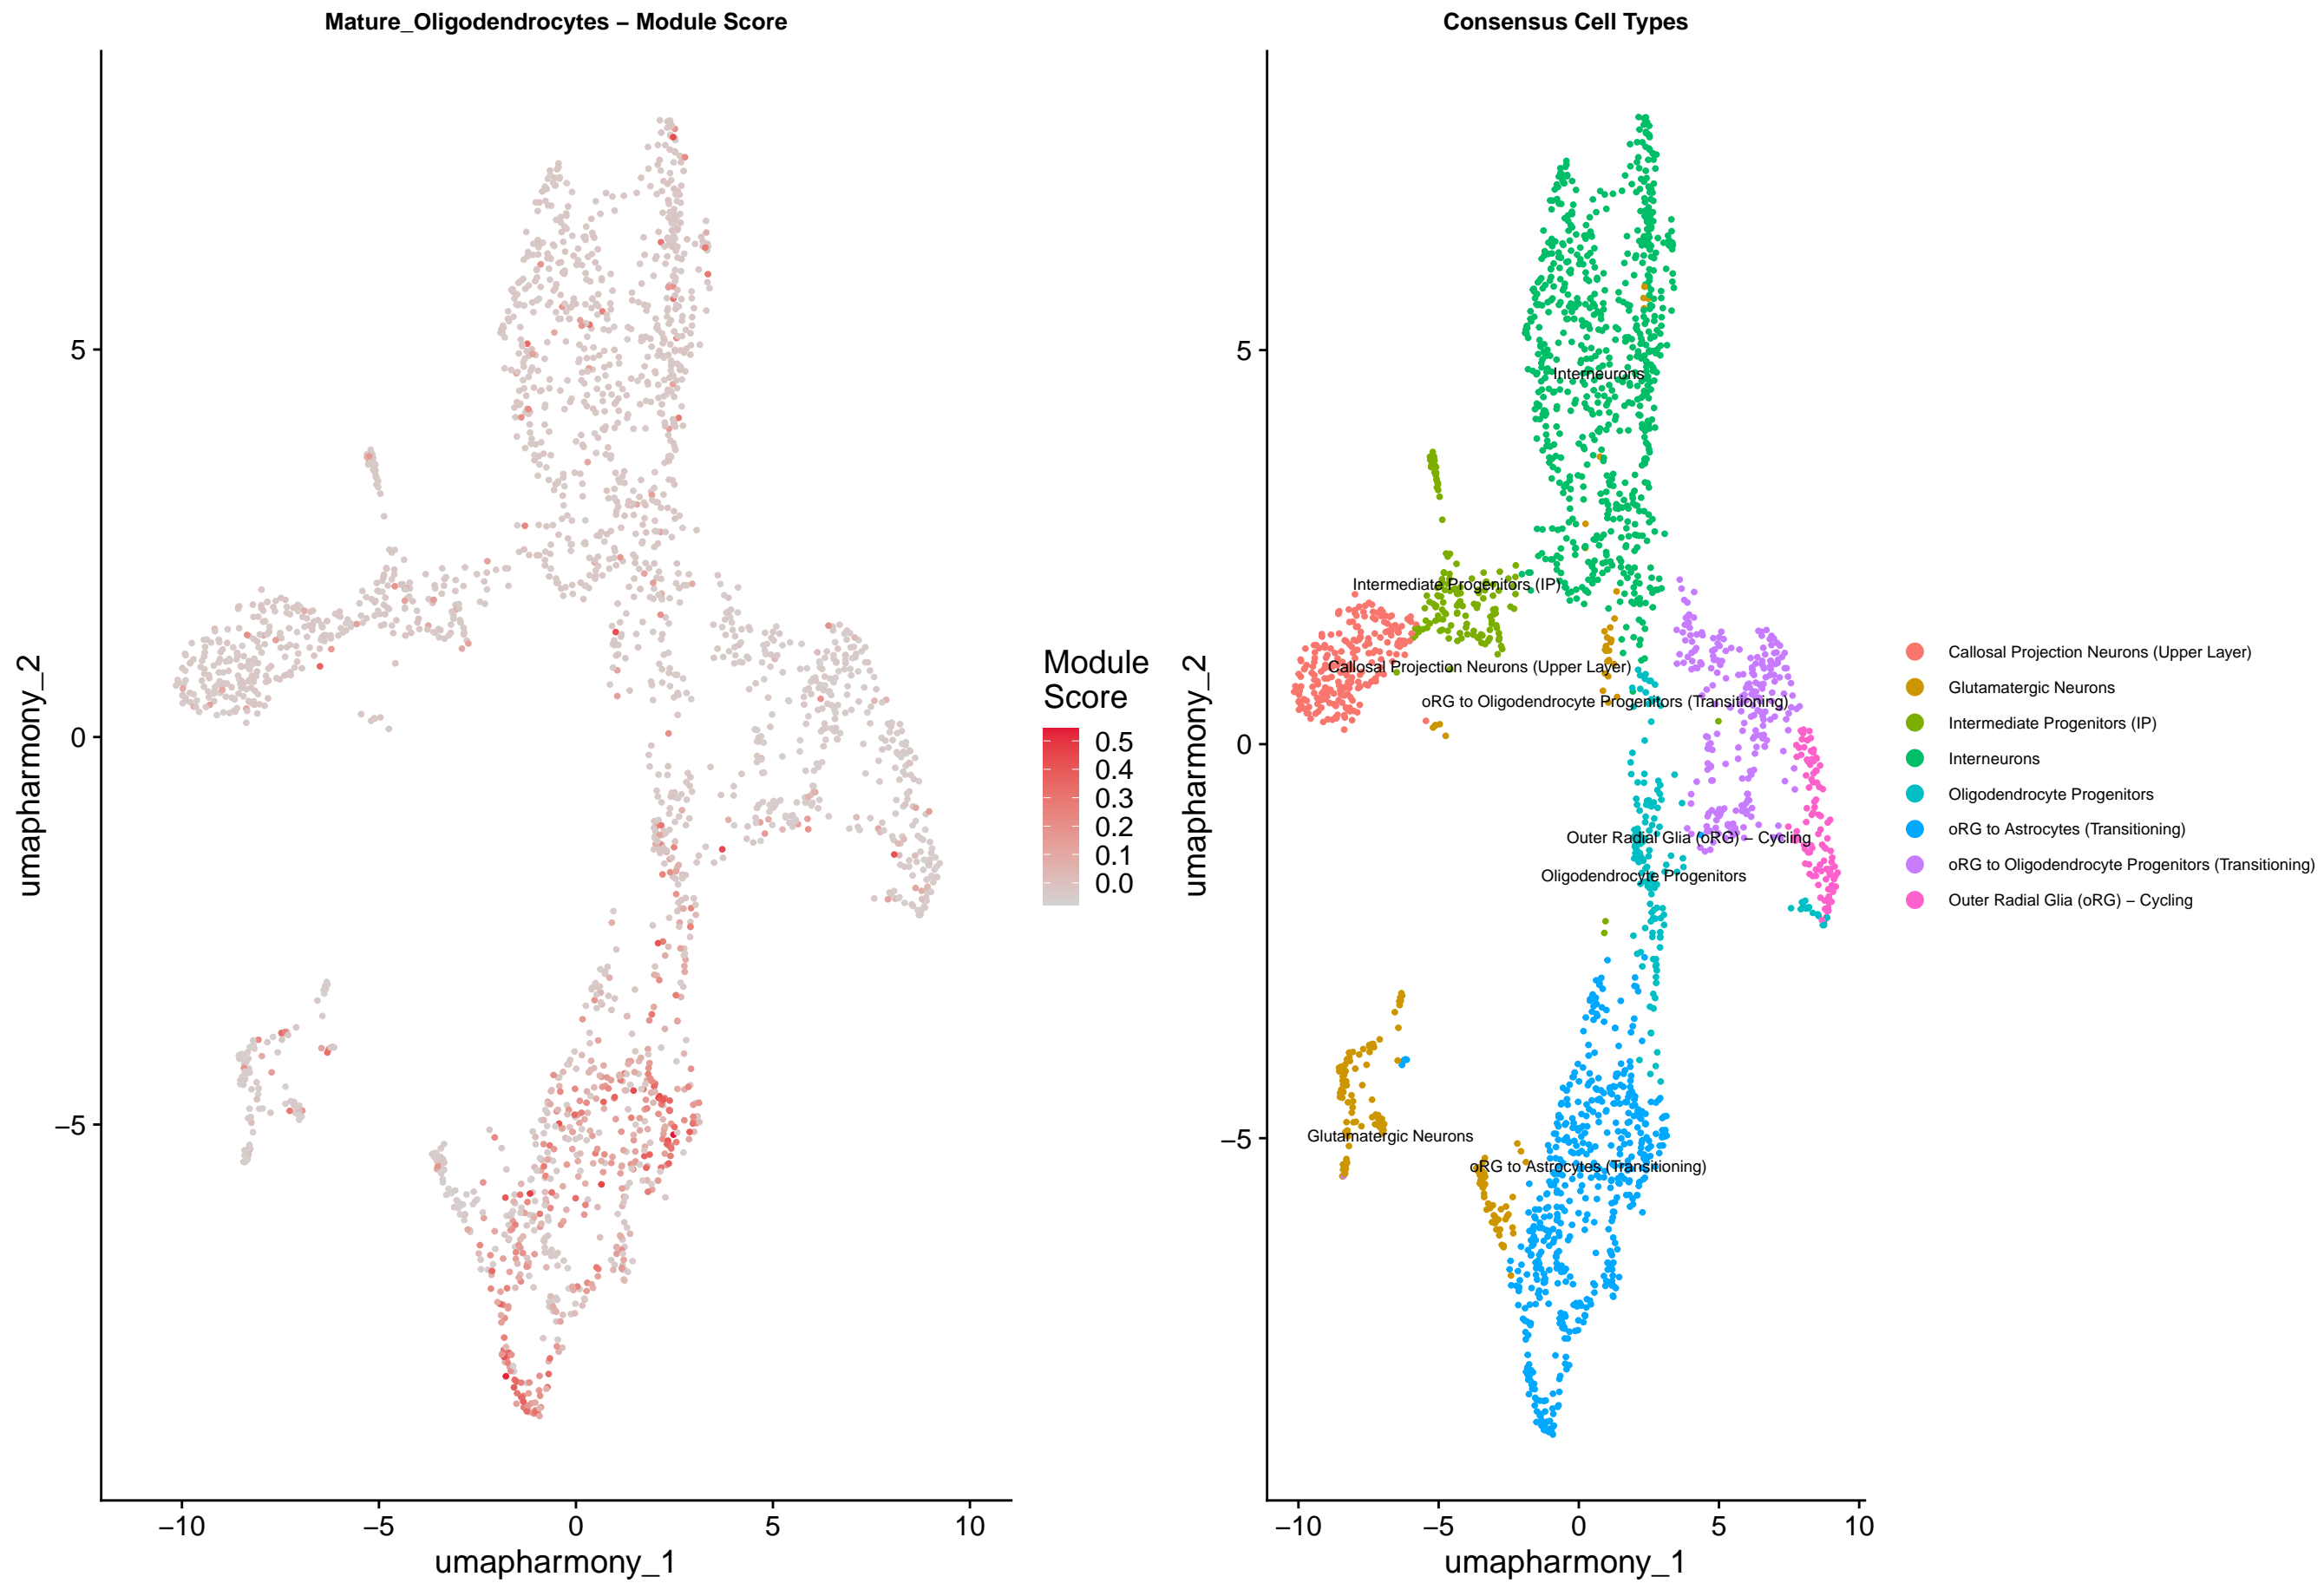 Mature_Oligodendrocytes – Module Score
umapharmony_2
5
0
−5
−10
−5
0
5
10
umapharmony_1
Module
Score
0.5
0.4
0.3
0.2
0.1
0.0
Consensus Cell Types
umapharmony_2
5
0
−5
−10
−5
0
5
10
umapharmony_1
Interneurons
Intermediate Progenitors (IP)
Callosal Projection Neurons (Upper Layer)
oRG to Oligodendrocyte Progenitors (Transitioning)
Outer Radial Glia (oRG) – Cycling
Oligodendrocyte Progenitors
Glutamatergic Neurons
oRG to Astrocytes (Transitioning)
Callosal Projection Neurons (Upper Layer)
Glutamatergic Neurons
Intermediate Progenitors (IP)
Interneurons
Oligodendrocyte Progenitors
oRG to Astrocytes (Transitioning)
oRG to Oligodendrocyte Progenitors (Transitioning)
Outer Radial Glia (oRG) – Cycling